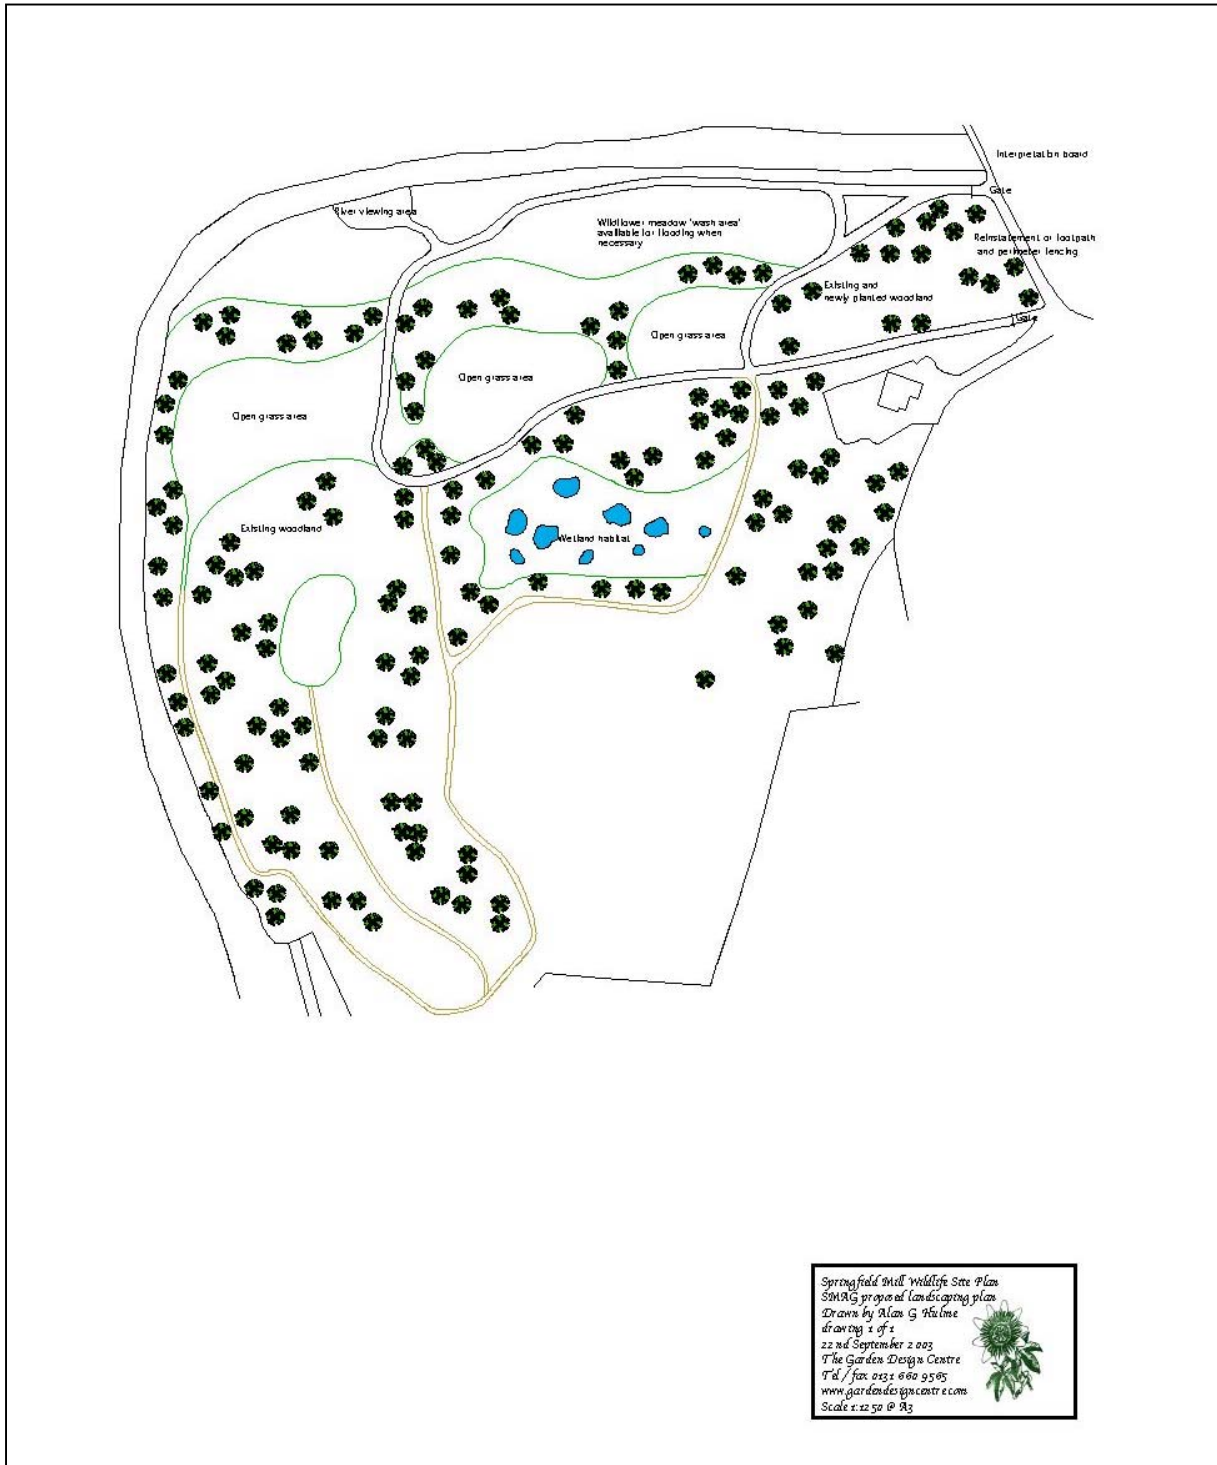 Interpretation board
Gate
River viewing area
Wildflower meadow 'wash area'
available for flooding when
necessary
Reinstatement of footpath
and perimeter fencing
Existing and
newly planted woodland
Gate
Open grass area
Open grass area
Open grass area
Existing woodland
Wetland habitat
Springfield Mill Wildlife Site Plan
SMAG proposed landscaping plan
Drawn by Alan G Hulme
drawing 1 of 1
22nd September 2003
The Garden Design Centre
Tel / fax 0131 660 9565
www.gardendesigncentre.com
Scale 1:1250 @ A3